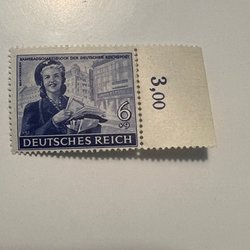 KAMERADSCHAFTSBLOCK DER DEUTSCHEN REICHSPOST
6
DEUTSCHES REICH
3,00